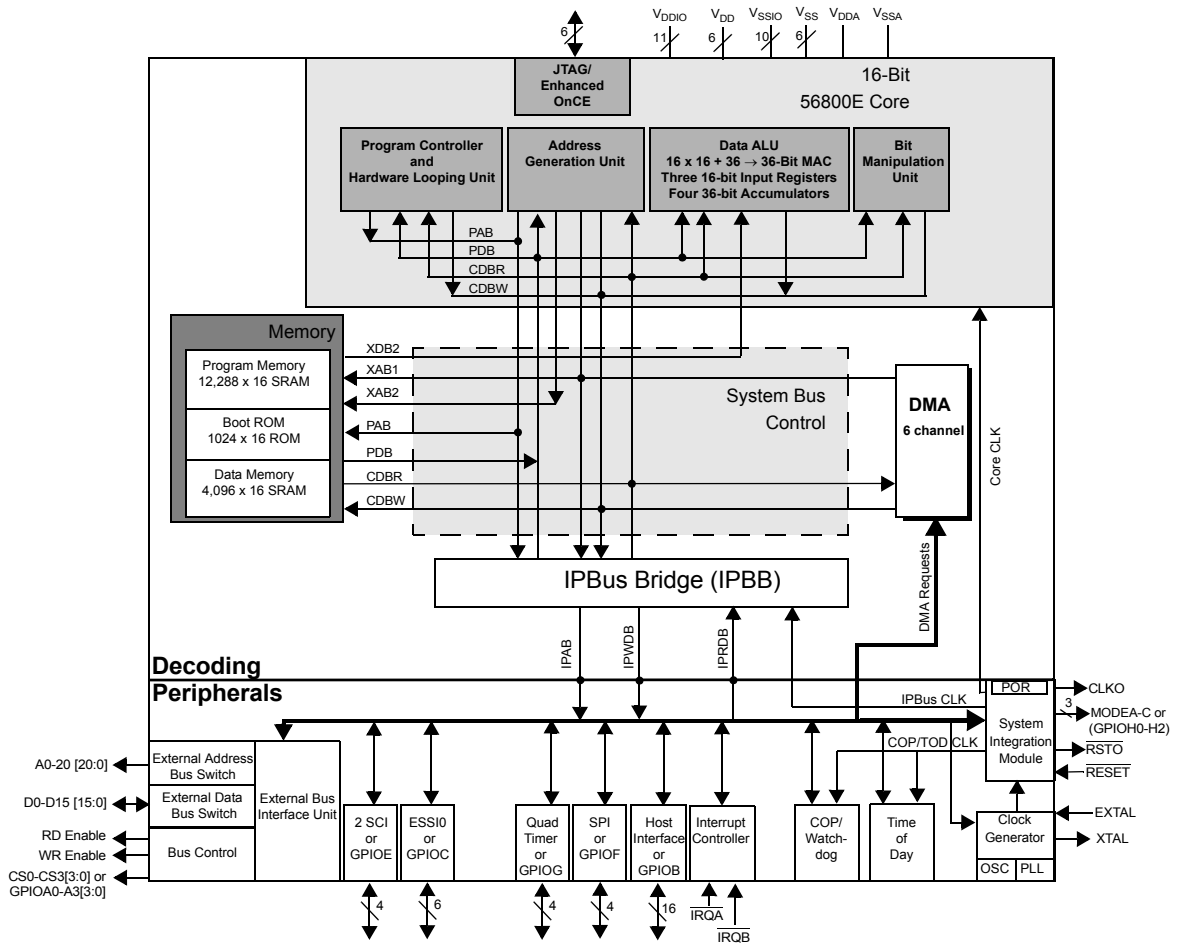 V_DDIO V_DD V_SSIO V_SS V_DDA V_SSA
6 11 6 10 6
JTAG/
Enhanced
OnCE
16-Bit
56800E Core
Program Controller
and
Hardware Looping Unit
Address
Generation Unit
Data ALU
16 x 16 + 36 → 36-Bit MAC
Three 16-bit Input Registers
Four 36-bit Accumulators
Bit
Manipulation
Unit
PAB
PDB
CDBR
CDBW
Memory
Program Memory
12,288 x 16 SRAM
Boot ROM
1024 x 16 ROM
Data Memory
4,096 x 16 SRAM
XDB2
XAB1
XAB2
PAB
PDB
CDBR
CDBW
System Bus
Control
DMA
6 channel
Core CLK
IPBus Bridge (IPBB)
DMA Requests
IPAB
IPWDB
IPRDB
Decoding
Peripherals
IPBus CLK
COP/TOD CLK
POR
System
Integration
Module
CLKO
3
MODEA-C or
(GPIOH0-H2)
RSTO
RESET
EXTAL
XTAL
Clock
Generator
OSC PLL
A0-20 [20:0]
D0-D15 [15:0]
RD Enable
WR Enable
CS0-CS3[3:0] or
GPIOA0-A3[3:0]
External Address
Bus Switch
External Data
Bus Switch
Bus Control
External Bus
Interface Unit
2 SCI
or
GPIOE
ESSI0
or
GPIOC
Quad
Timer
or
GPIOG
SPI
or
GPIOF
Host
Interface
or
GPIOB
Interrupt
Controller
COP/
Watch-
dog
Time
of
Day
4 6 4 4 16
IRQA
IRQB